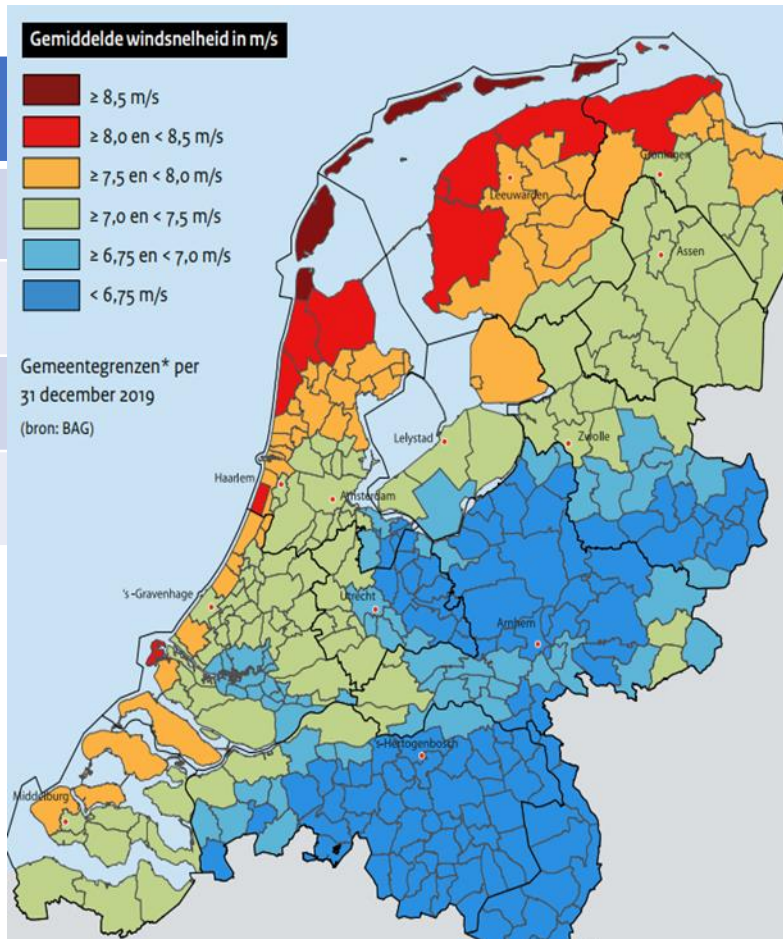 Gemiddelde windsnelheid in m/s
≥ 8,5 m/s
≥ 8,0 en < 8,5 m/s
≥ 7,5 en < 8,0 m/s
≥ 7,0 en < 7,5 m/s
≥ 6,75 en < 7,0 m/s
< 6,75 m/s
Gemeentegrenzen* per
31 december 2019
(bron: BAG)
Groningen
Leeuwarden
Assen
Lelystad
Zwolle
Haarlem
Amsterdam
's-Gravenhage
Utrecht
Arnhem
's-Hertogenbosch
Middelburg